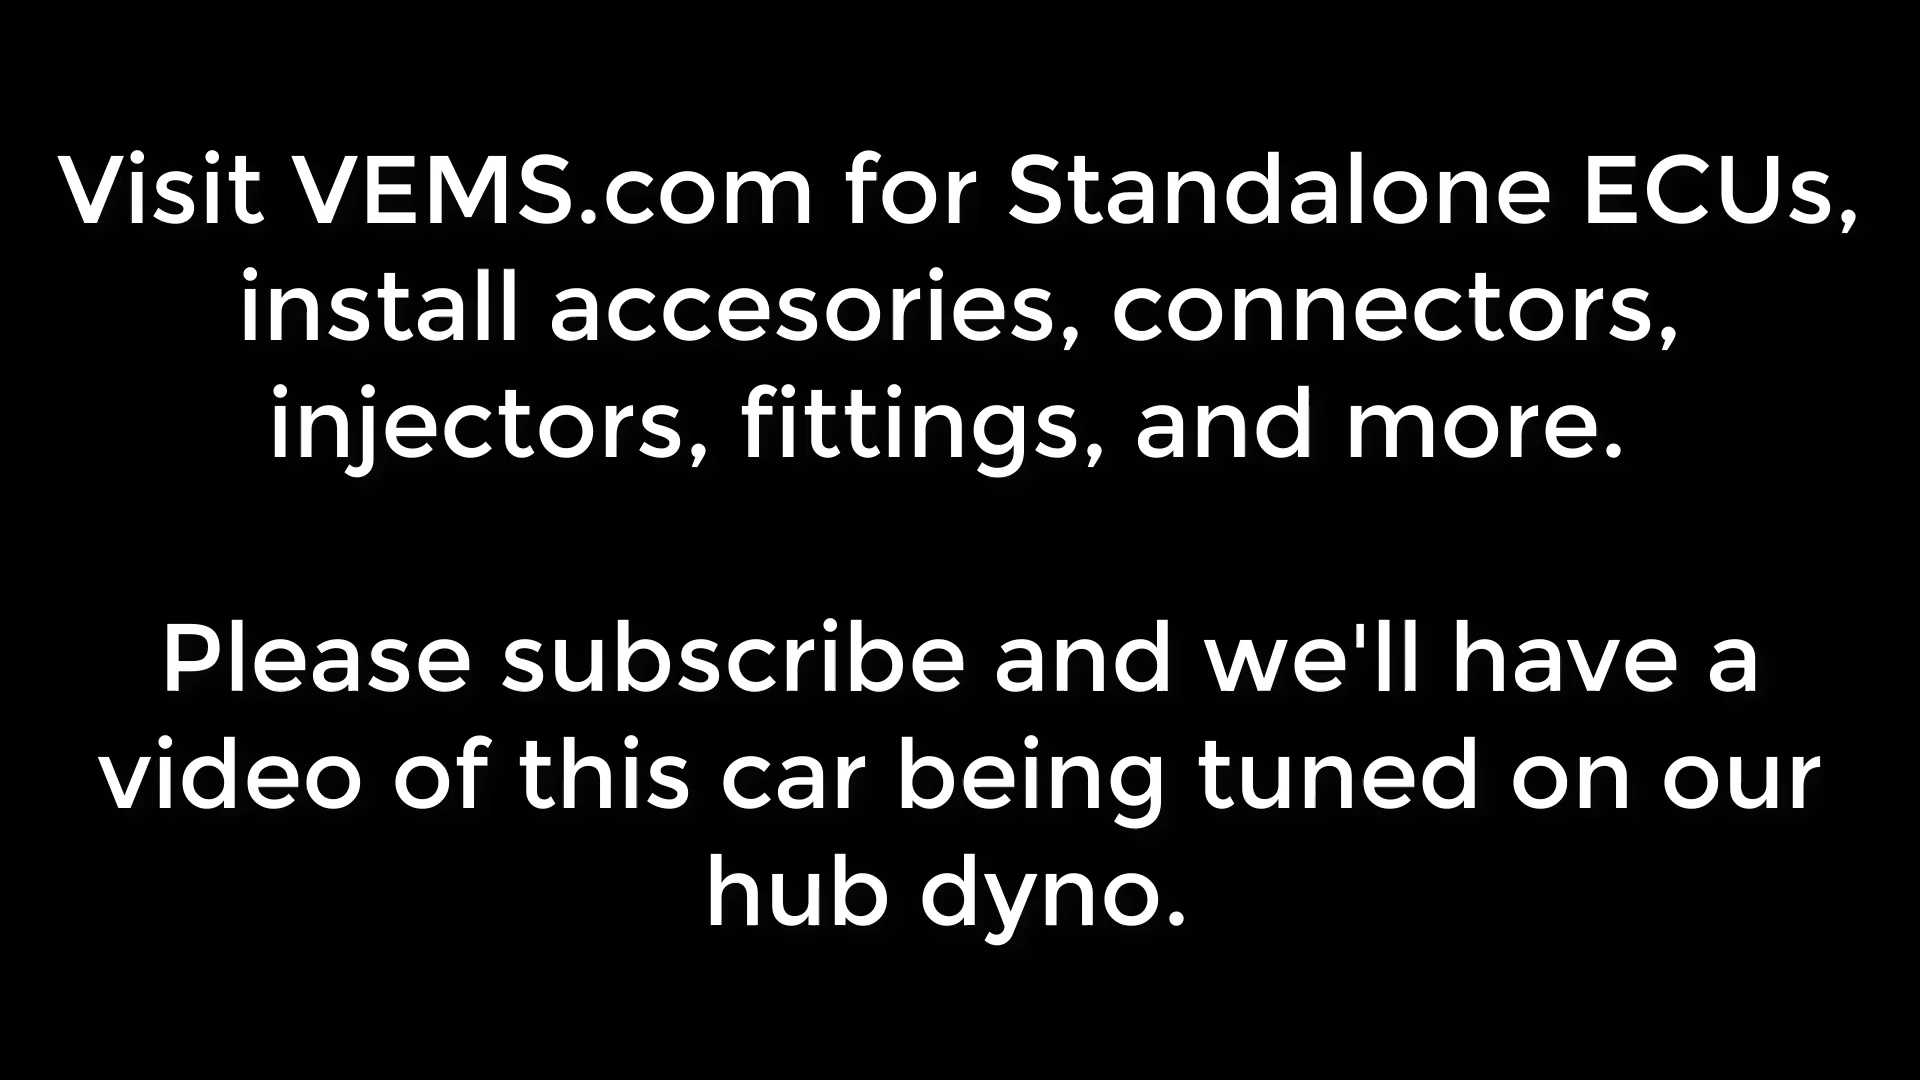 Visit VEMS.com for Standalone ECUs,
install accesories, connectors,
injectors, fittings, and more.
Please subscribe and we'll have a
video of this car being tuned on our
hub dyno.